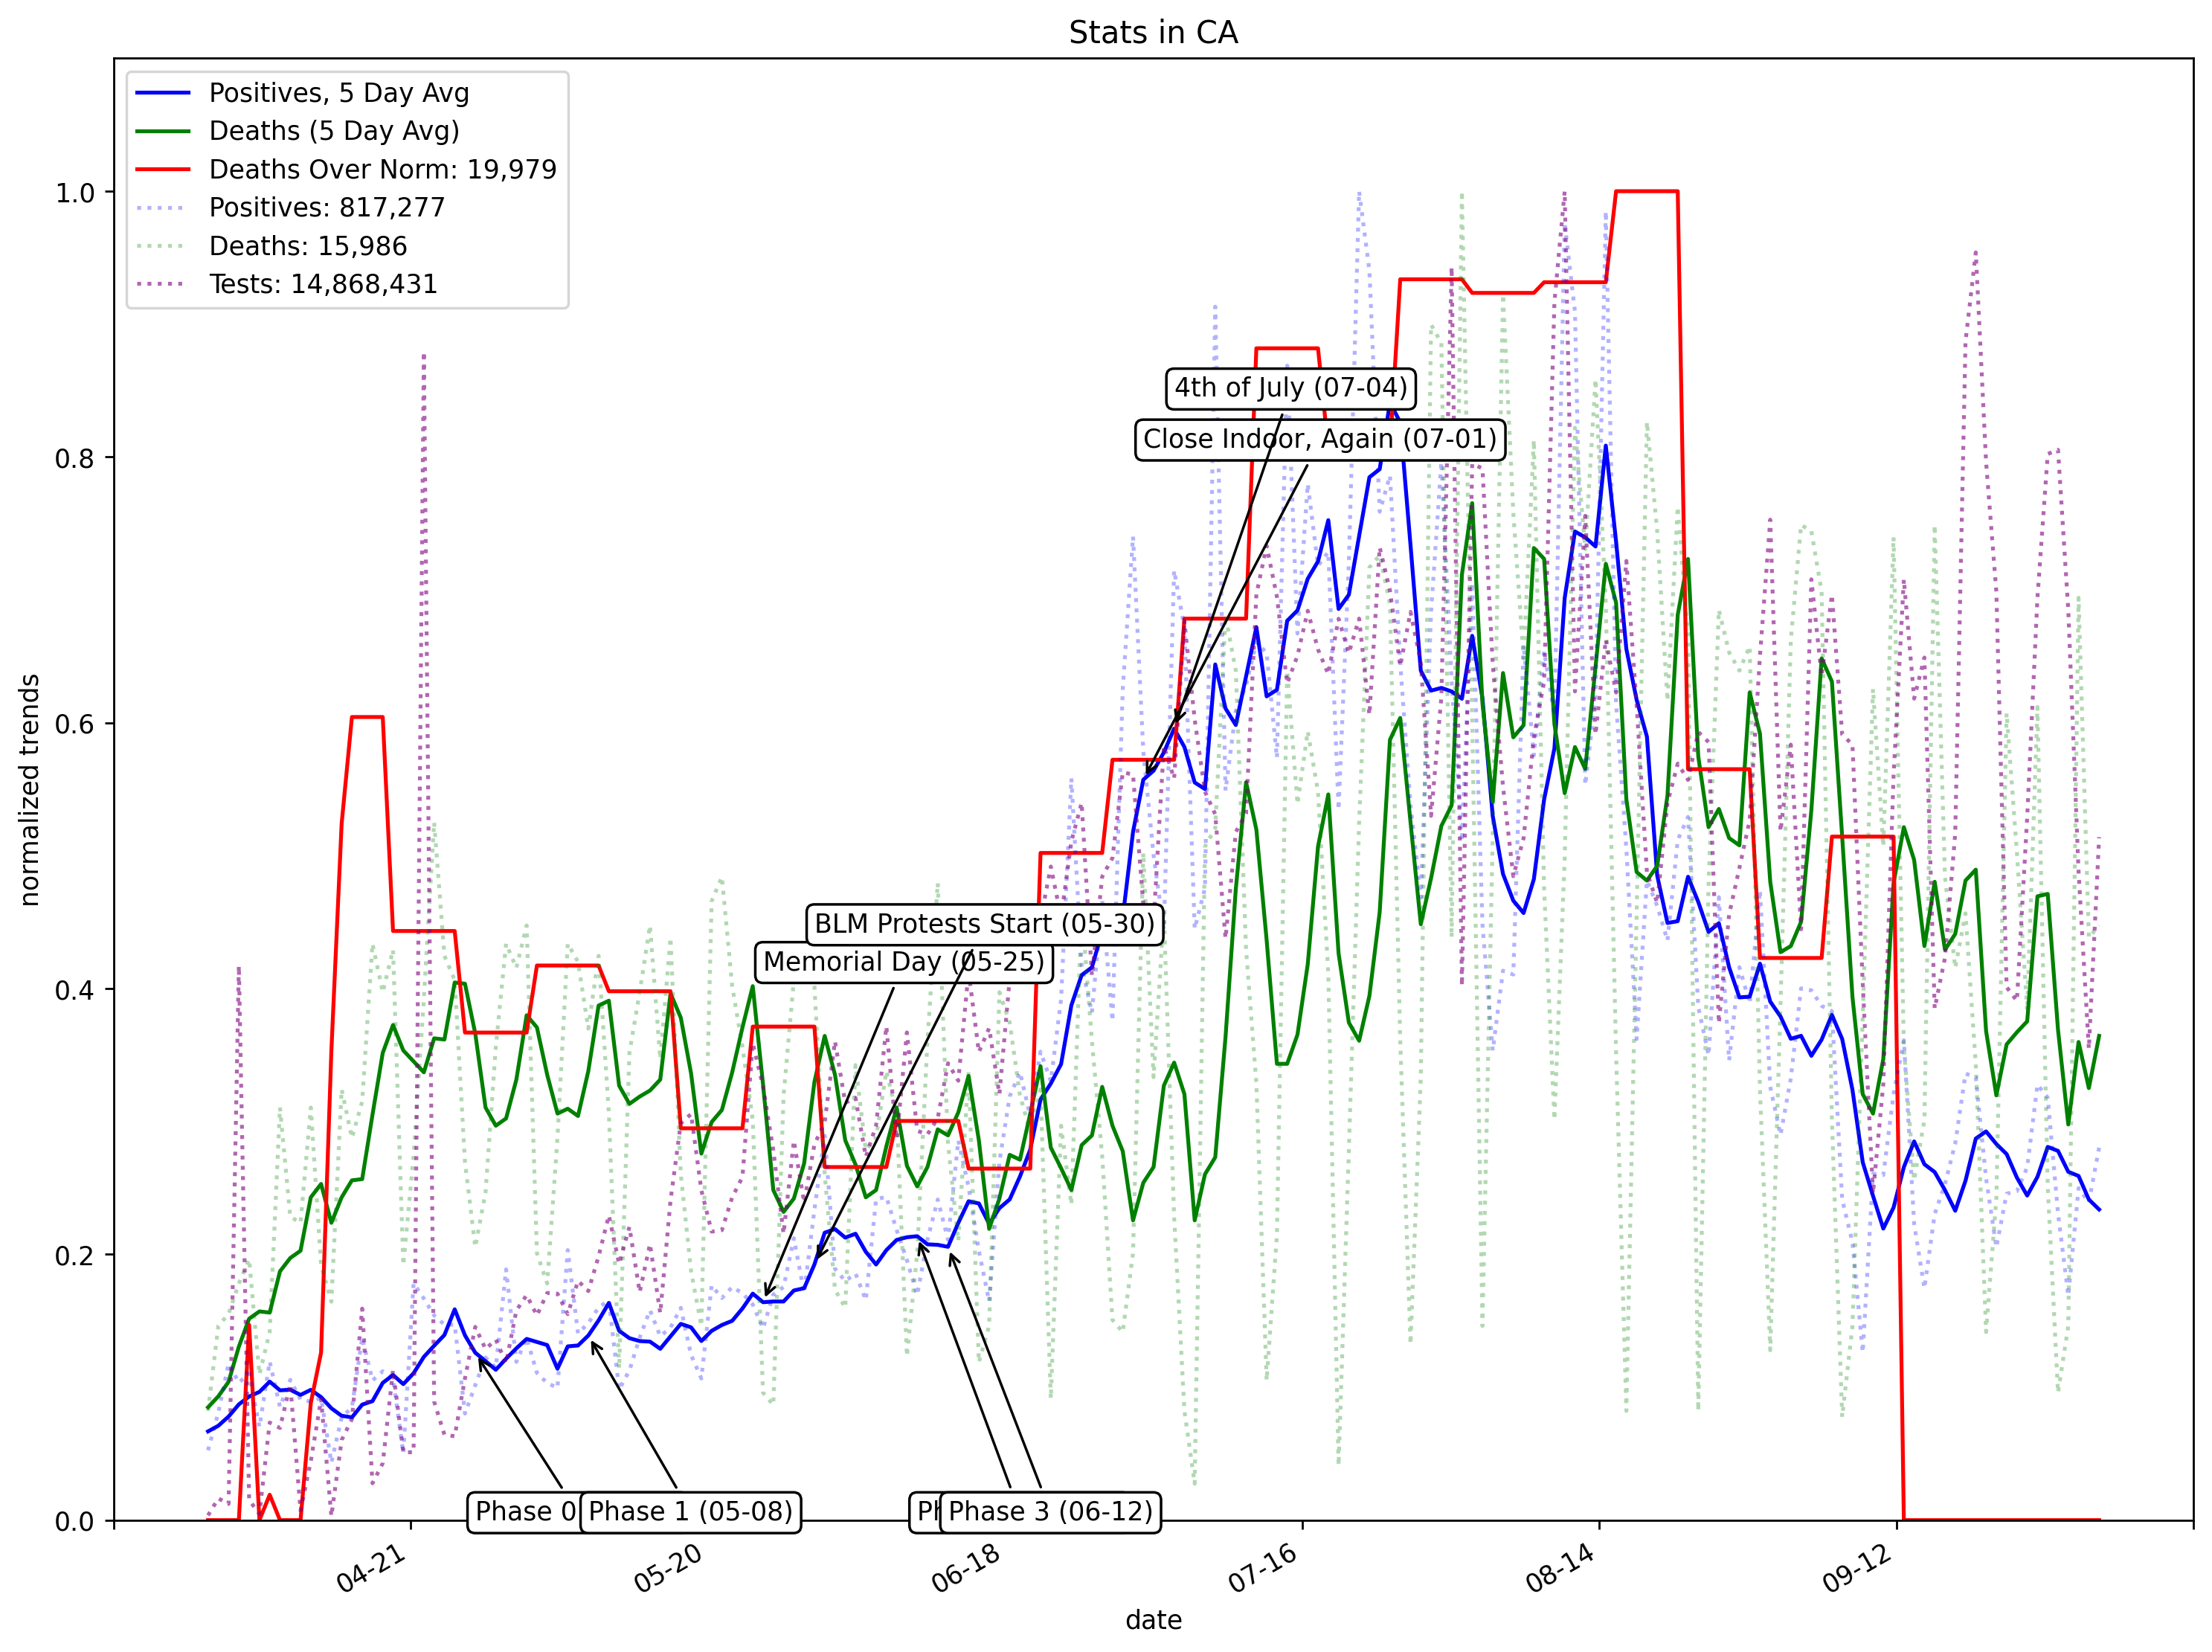 Stats in CA
Positives, 5 Day Avg
Deaths (5 Day Avg)
Deaths Over Norm: 19,979
Positives: 817,277
Deaths: 15,986
Tests: 14,868,431
1.0
0.8
0.6
0.4
0.2
0.0
normalized trends
4th of July (07-04)
Close Indoor, Again (07-01)
BLM Protests Start (05-30)
Memorial Day (05-25)
Phase 0
Phase 1 (05-08)
Phase 3 (06-12)
04-21
05-20
06-18
07-16
08-14
09-12
date